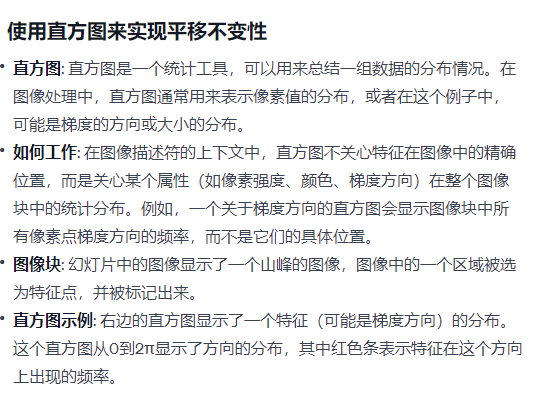 使用直方图来实现平移不变性
• 直方图: 直方图是一个统计工具，可以用来总结一组数据的分布情况。在
图像处理中，直方图通常用来表示像素值的分布，或者在这个例子中，
可能是梯度的方向或大小的分布。
• 如何工作: 在图像描述符的上下文中，直方图不关心特征在图像中的精确
位置，而是关心某个属性（如像素强度、颜色、梯度方向）在整个图像
块中的统计分布。例如，一个关于梯度方向的直方图会显示图像块中所
有像素点梯度方向的频率，而不是它们的具体位置。
• 图像块: 幻灯片中的图像显示了一个山峰的图像，图像中的一个区域被选
为特征点，并被标记出来。
• 直方图示例: 右边的直方图显示了一个特征（可能是梯度方向）的分布。
这个直方图从0到2π显示了方向的分布，其中红色条表示特征在这个方向
上出现的频率。